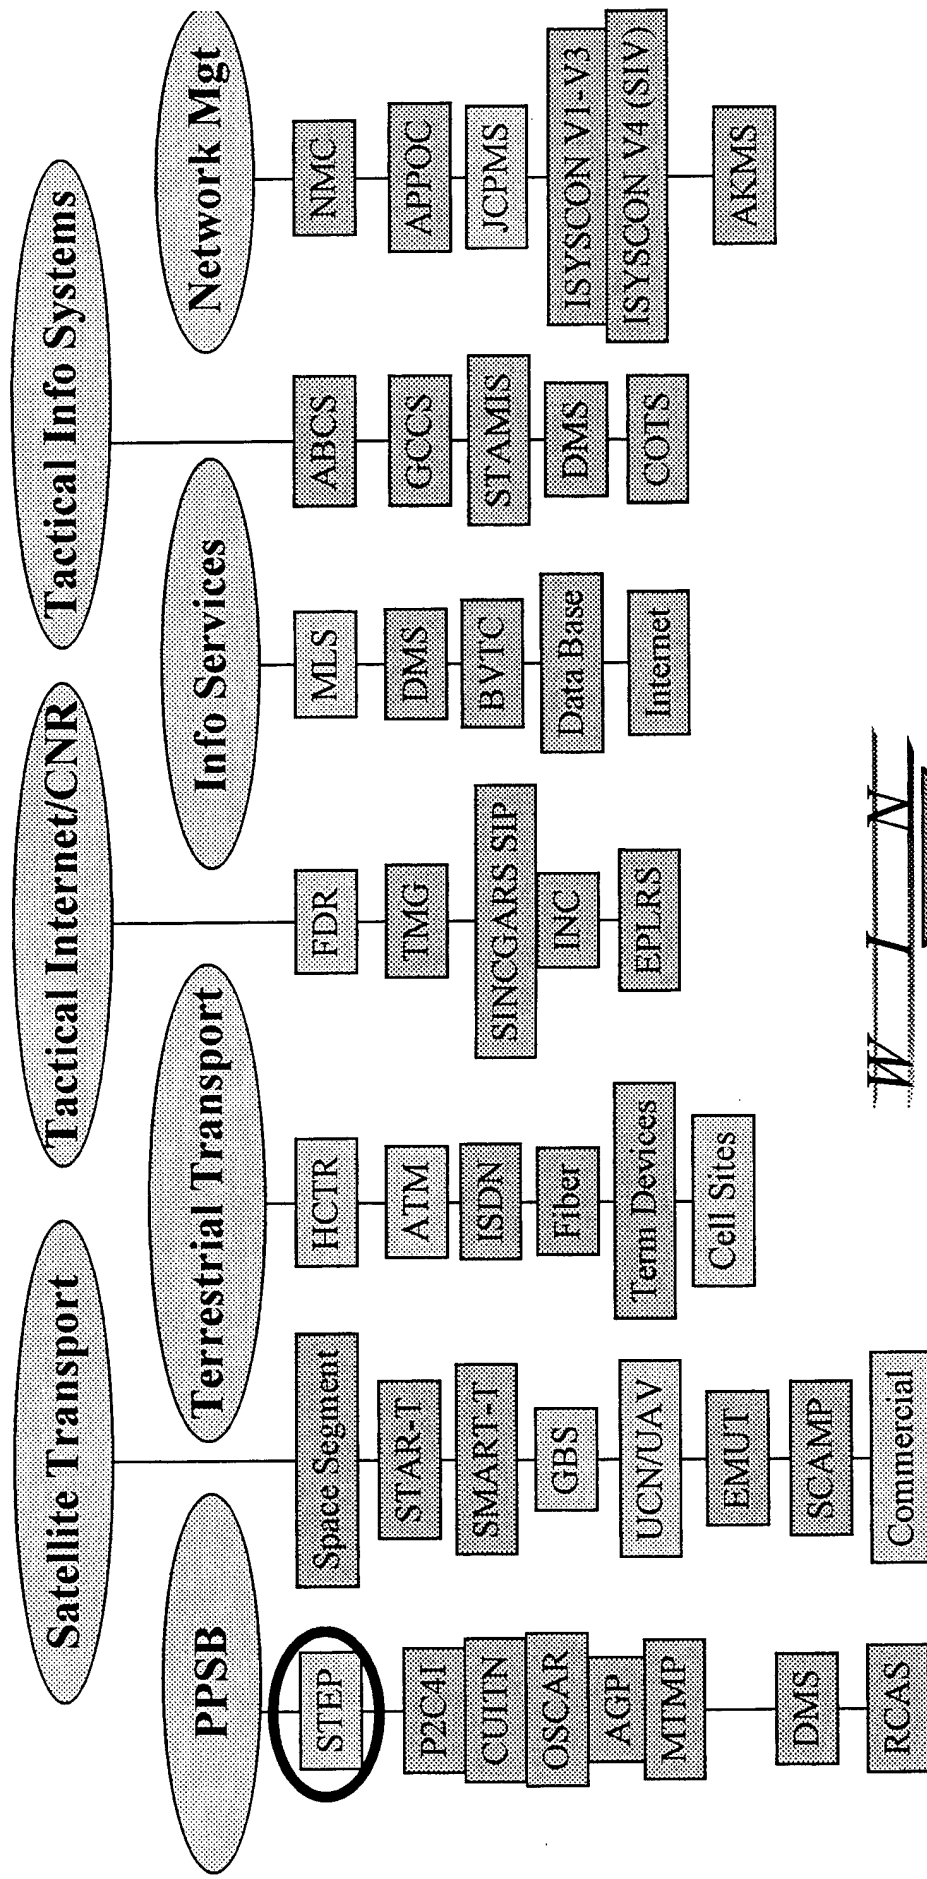 PPSB
STEP
P2C4I
CUITN
OSCAR
AGP
MTMP
DMS
RCAS
Satellite Transport
Space Segment
STAR-T
SMART-T
GBS
UCN/UAV
EMUT
SCAMP
Commercial
Terrestrial Transport
HCTR
ATM
ISDN
Fiber
Term Devices
Cell Sites
Tactical Internet/CNR
FDR
TMG
SINCGARS SIP
INC
EPLRS
Info Services
MLS
DMS
BVTC
Data Base
Internet
Tactical Info Systems
ABCS
GCCS
STAMIS
DMS
COTS
Network Mgt
NMC
APPOC
JCPMS
ISYSCON V1-V3
ISYSCON V4 (SIV)
AKMS
W I N